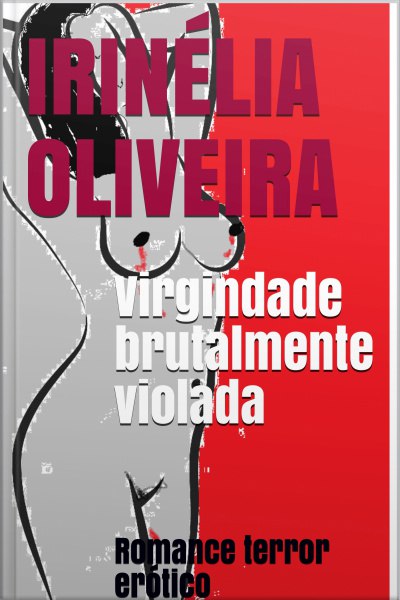 IRINÉLIA
OLIVEIRA
virgindade
brutalmente
violada
Romance terror
erótico